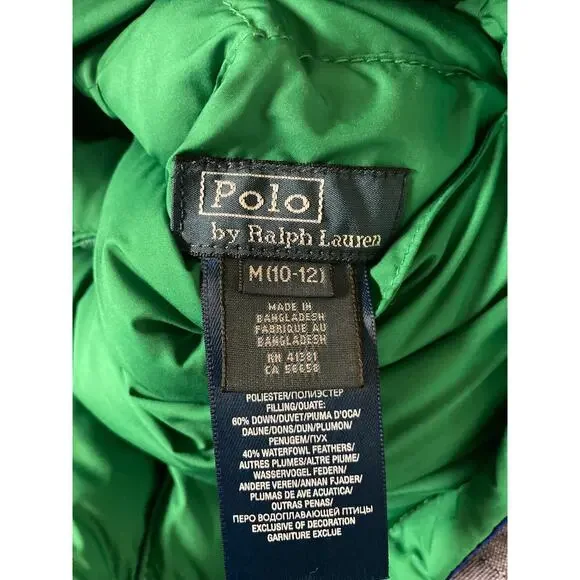 Polo
by Ralph Lauren
M(10-12)
MADE IN
BANGLADESH
FABRIQUE AU
BANGLADESH
RN 41381
CA 56658
POLIESTER/ПОЛИЭСТЕР
FILLING/OUATE:
60% DOWN/DUVET/PIUMA D'OCA/
DAUNE/DONS/DUN/PLUMON/
PENUGEM/ПУХ
40% WATERFOWL FEATHERS/
AUTRES PLUMES/ALTRE PIUME/
WASSERVOGEL FEDERN/
ANDERE VEREN/ANNAN FJADER/
PLUMAS DE AVE ACUATICA/
OUTRAS PENAS/
ПЕРО ВОДОПЛАВАЮЩЕЙ ПТИЦЫ
EXCLUSIVE OF DECORATION
GARNITURE EXCLUE